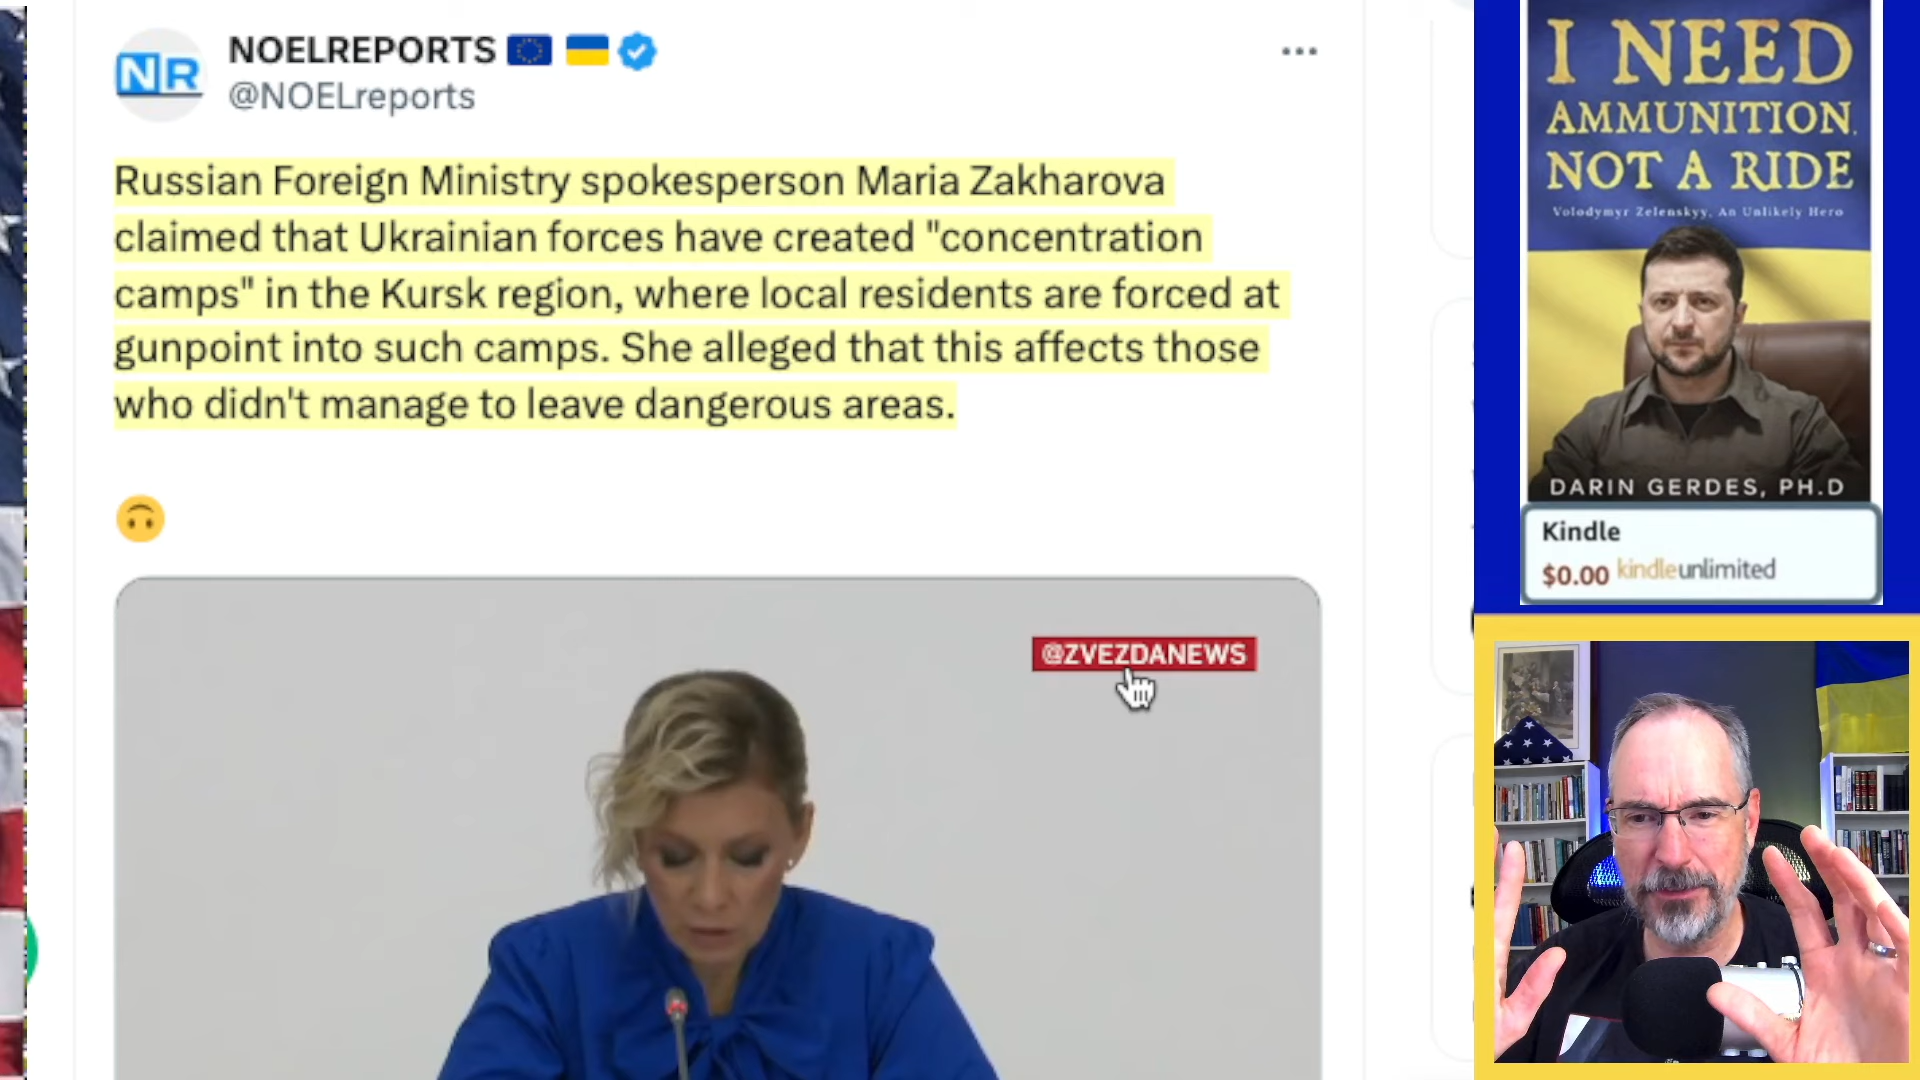 NOELREPORTS
@NOELreports
NR
Russian Foreign Ministry spokesperson Maria Zakharova
claimed that Ukrainian forces have created "concentration
camps" in the Kursk region, where local residents are forced at
gunpoint into such camps. She alleged that this affects those
who didn't manage to leave dangerous areas.
@ZVEZDANEWS
I NEED
AMMUNITION,
NOT A RIDE
Volodymyr Zelenskyy, An Unlikely Hero
DARIN GERDES, PH.D
Kindle
$0.00 kindleunlimited